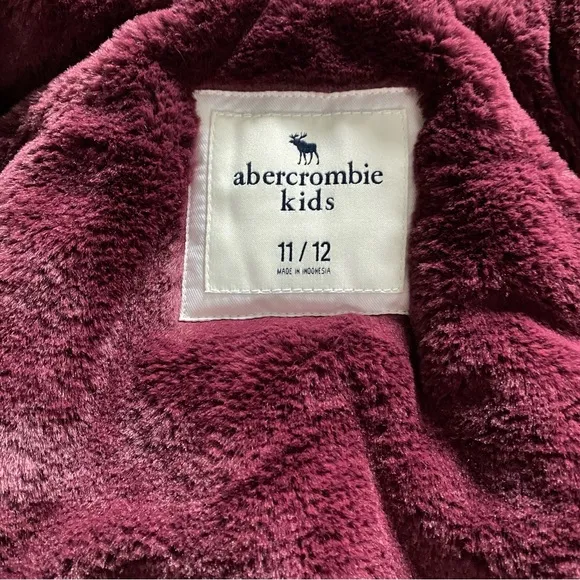 abercrombie
kids
11 / 12
MADE IN INDONESIA